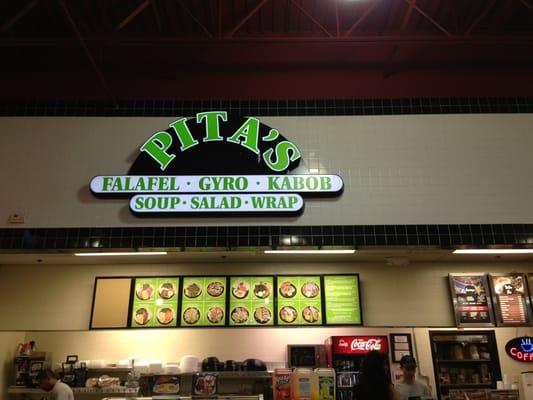 PITA'S
FALAFEL · GYRO · KABOB
SOUP · SALAD · WRAP
Coca-Cola
COFF